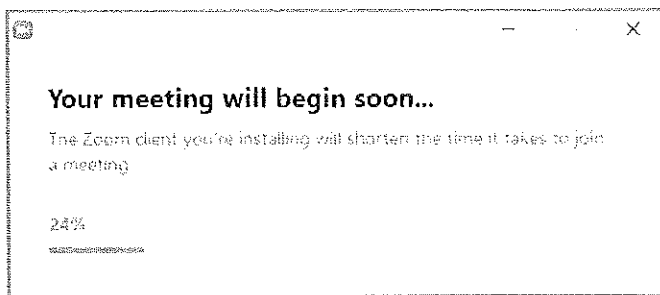 Your meeting will begin soon...
The Zoom client you're installing will shorten the time it takes to join
a meeting
24%